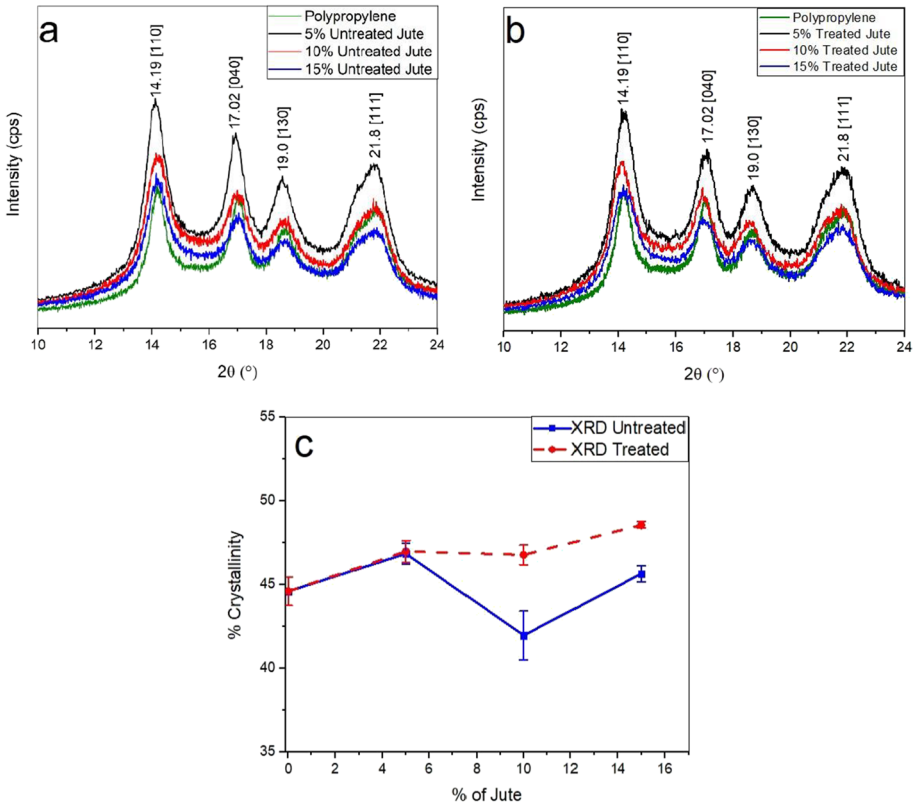 a
Polypropylene
5% Untreated Jute
10% Untreated Jute
15% Untreated Jute
14.19 [110]
17.02 [040]
19.0 [130]
21.8 [111]
Intensity (cps)
10 12 14 16 18 20 22 24
2θ (°)
b
Polypropylene
5% Treated Jute
10% Treated Jute
15% Treated Jute
14.19 [110]
17.02 [040]
19.0 [130]
21.8 [111]
Intensity (cps)
10 12 14 16 18 20 22 24
2θ (°)
c
XRD Untreated
XRD Treated
% Crystallinity
55
50
45
40
35
0 2 4 6 8 10 12 14 16
% of Jute